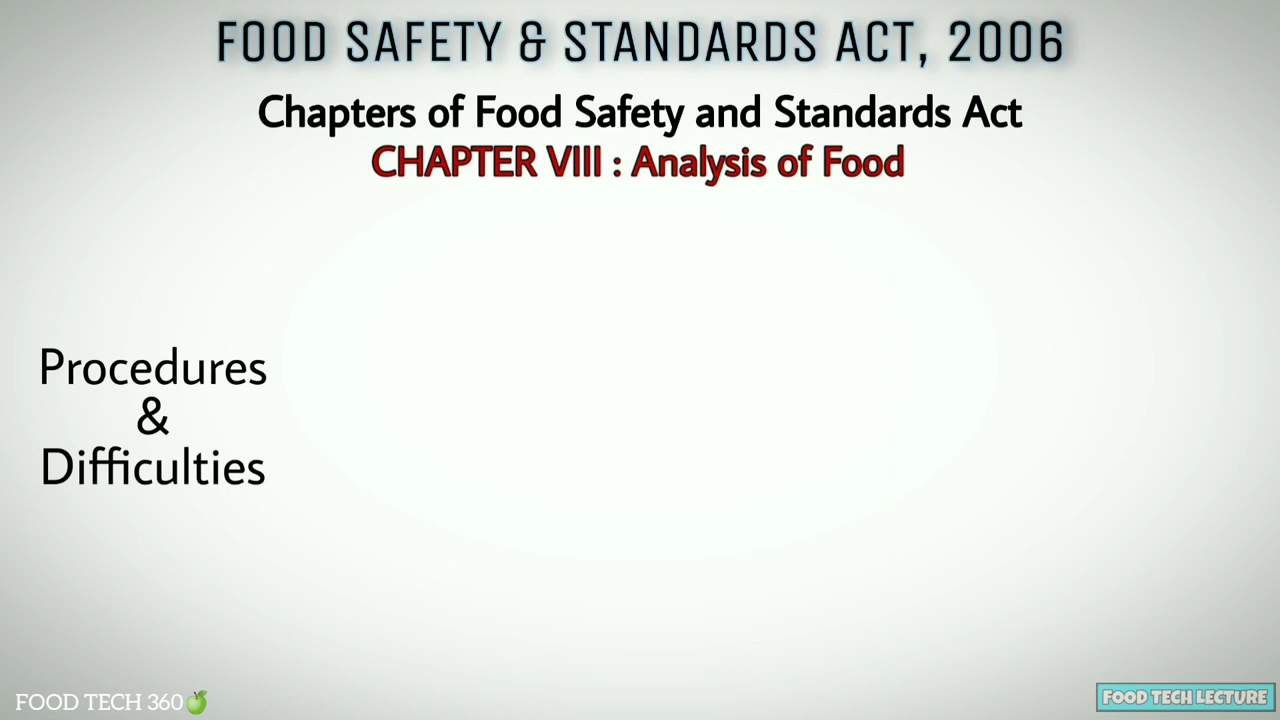 FOOD SAFETY & STANDARDS ACT, 2006
Chapters of Food Safety and Standards Act
CHAPTER VIII : Analysis of Food
Procedures
&
Difficulties
FOOD TECH 360
FOOD TECH LECTURE